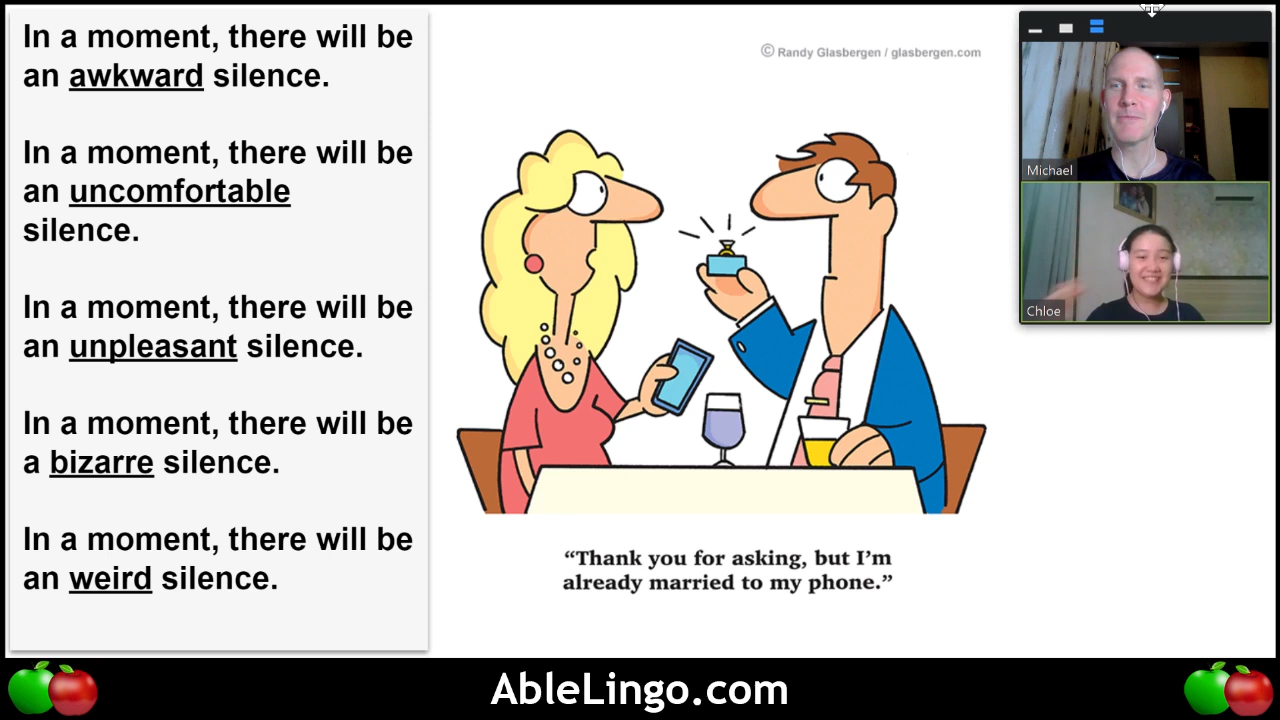 In a moment, there will be
an awkward silence.
In a moment, there will be
an uncomfortable
silence.
In a moment, there will be
an unpleasant silence.
In a moment, there will be
a bizarre silence.
In a moment, there will be
an weird silence.
© Randy Glasbergen / glasbergen.com
“Thank you for asking, but I’m
already married to my phone.”
Michael
Chloe
AbleLingo.com